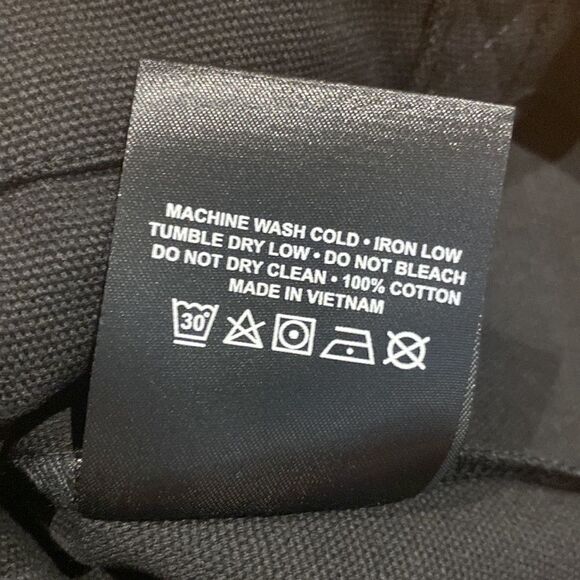 MACHINE WASH COLD • IRON LOW
TUMBLE DRY LOW • DO NOT BLEACH
DO NOT DRY CLEAN • 100% COTTON
MADE IN VIETNAM
30°